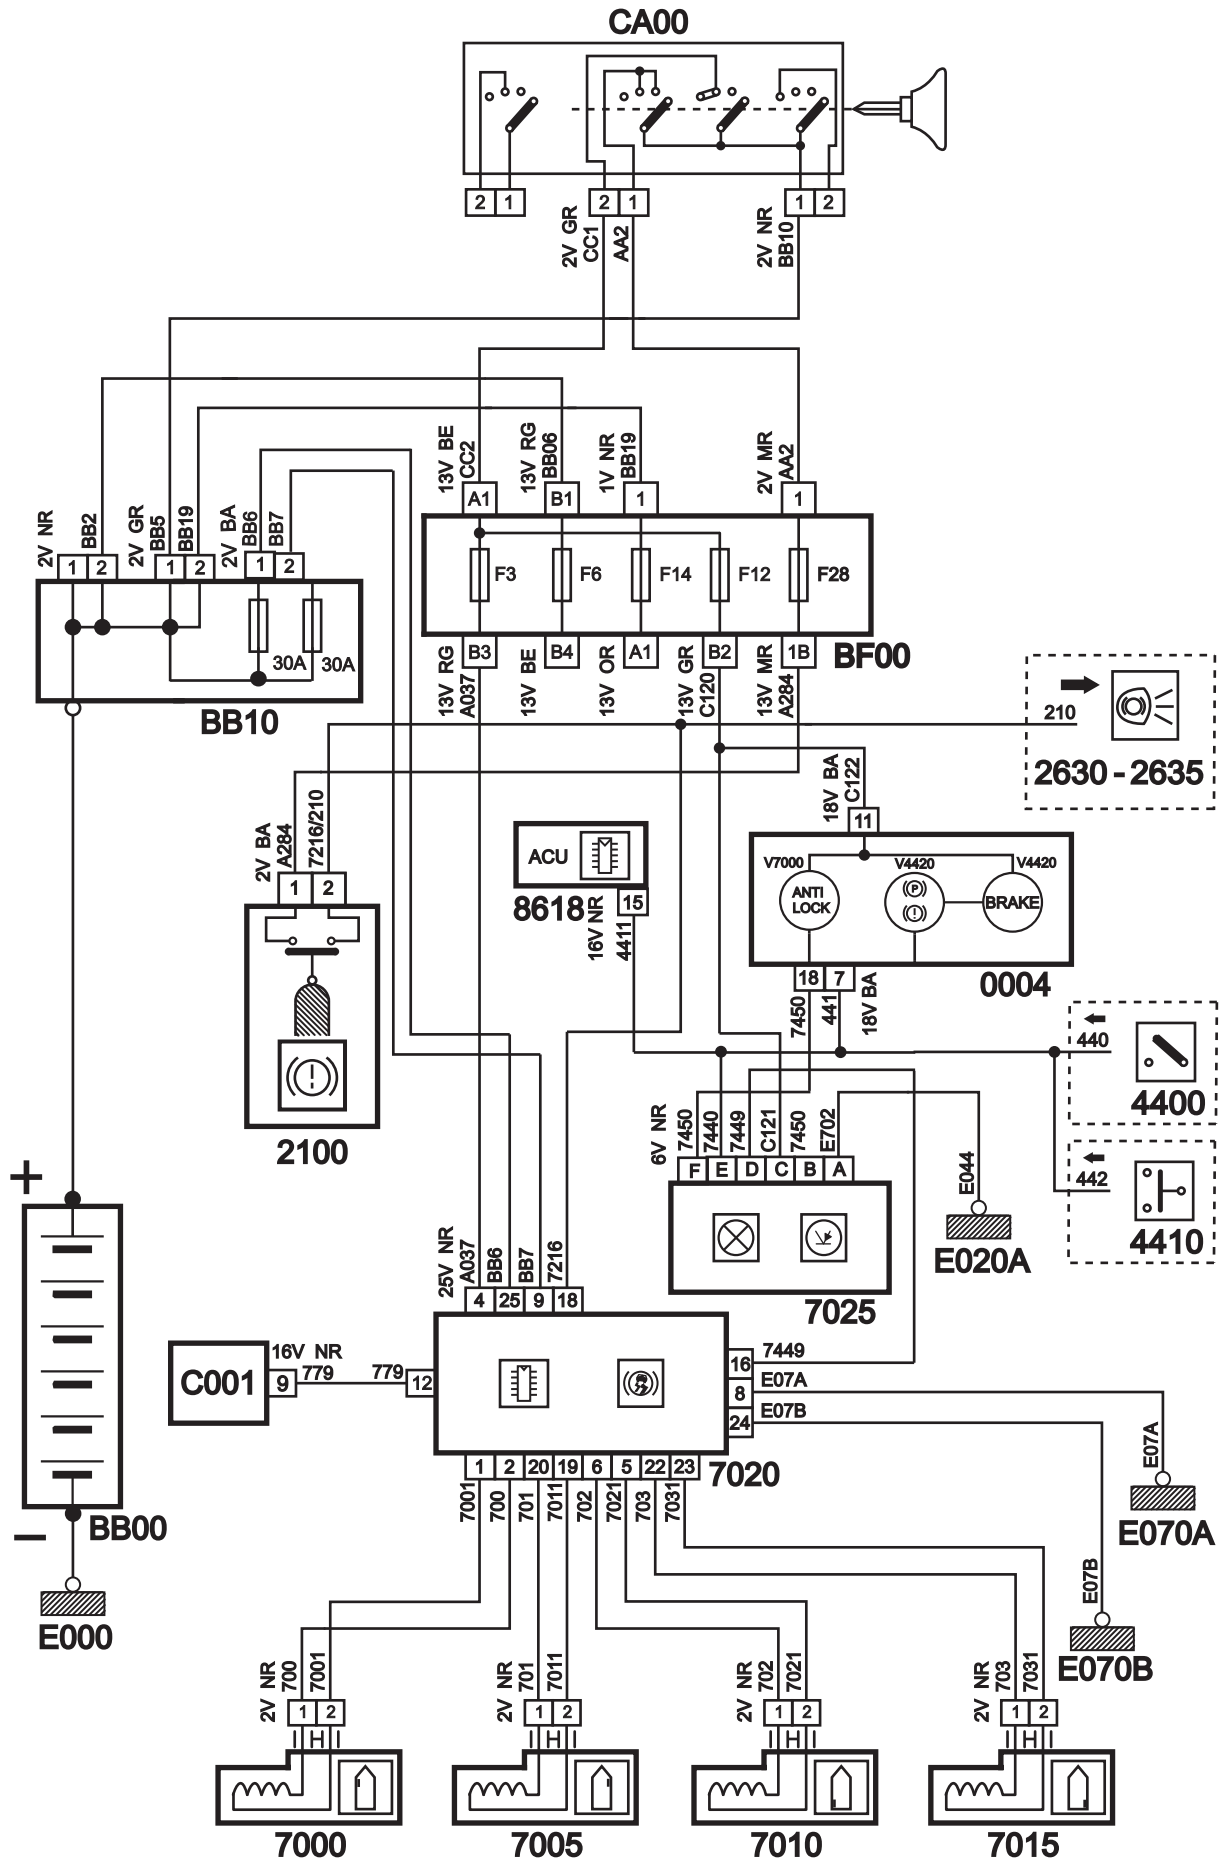 CA00
2 1
2 1
1 2
2V GR
CC1
AA2
2V NR
BB10
13V BE
CC2
13V RG
BB06
1V NR
BB19
2V MR
AA2
A1
B1
1
1
2V NR
BB2
2V GR
BB5
BB19
2V BA
BB6
BB7
1 2
1 2
1 2
30A
30A
BB10
F3
F6
F14
F12
F28
B3
B4
A1
B2
1B
BF00
13V RG
A037
13V BE
13V OR
13V GR
C120
13V MR
A284
210
2630 - 2635
2V BA
A284
7216/210
1 2
2100
ACU
8618
15
16V NR
4411
18V BA
C122
11
V7000
V4420
V4420
ANTI
LOCK
P
!
BRAKE
0004
18 7
7450
441
18V BA
440
4400
442
4410
6V NR
7450
7440
7449
C121
7450
E702
F E D C B A
7025
E044
E020A
+
BB00
–
E000
25V NR
A037
BB6
BB7
7216
4 25 9 18
C001
16V NR
9
779
779
12
16
7449
8
E07A
24
E07B
7020
1 2 20 19 6 5 22 23
7001
700
701
7011
702
7021
703
7031
E07A
E070A
E07B
E070B
2V NR
700
7001
1 2
H
7000
2V NR
701
7011
1 2
H
7005
2V NR
702
7021
1 2
H
7010
2V NR
703
7031
1 2
H
7015